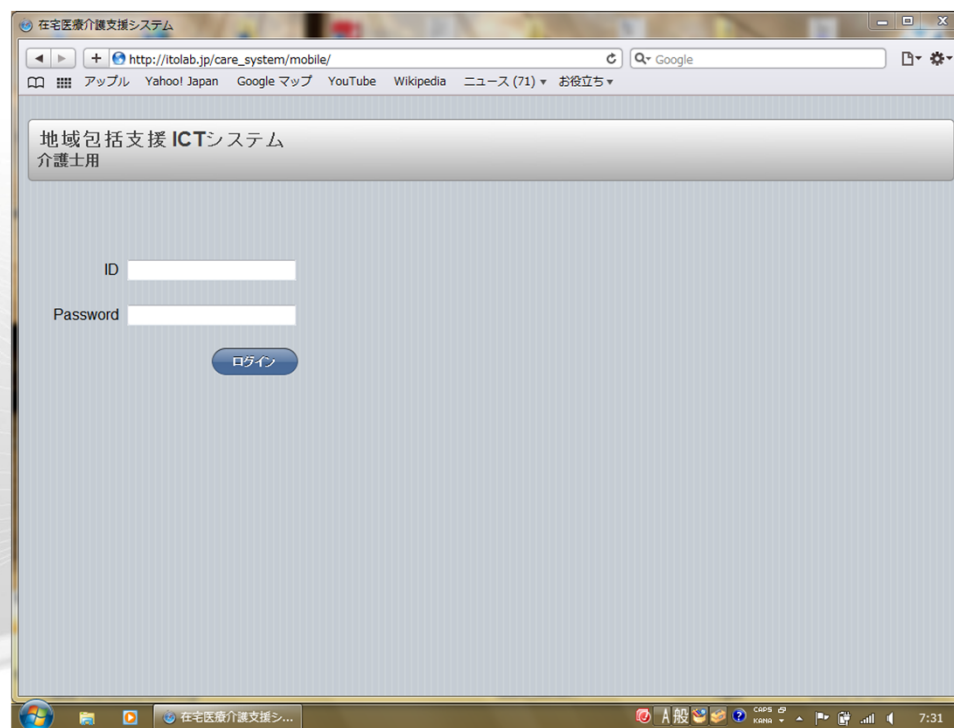 在宅医療介護支援システム
http://itolab.jp/care_system/mobile/
Google
アップル Yahoo! Japan Google マップ YouTube Wikipedia ニュース (71) お役立ち
地域包括支援 ICTシステム
介護士用
ID
Password
ログイン
在宅医療介護支援シ...
A 般
CAPS
KANA
7:31